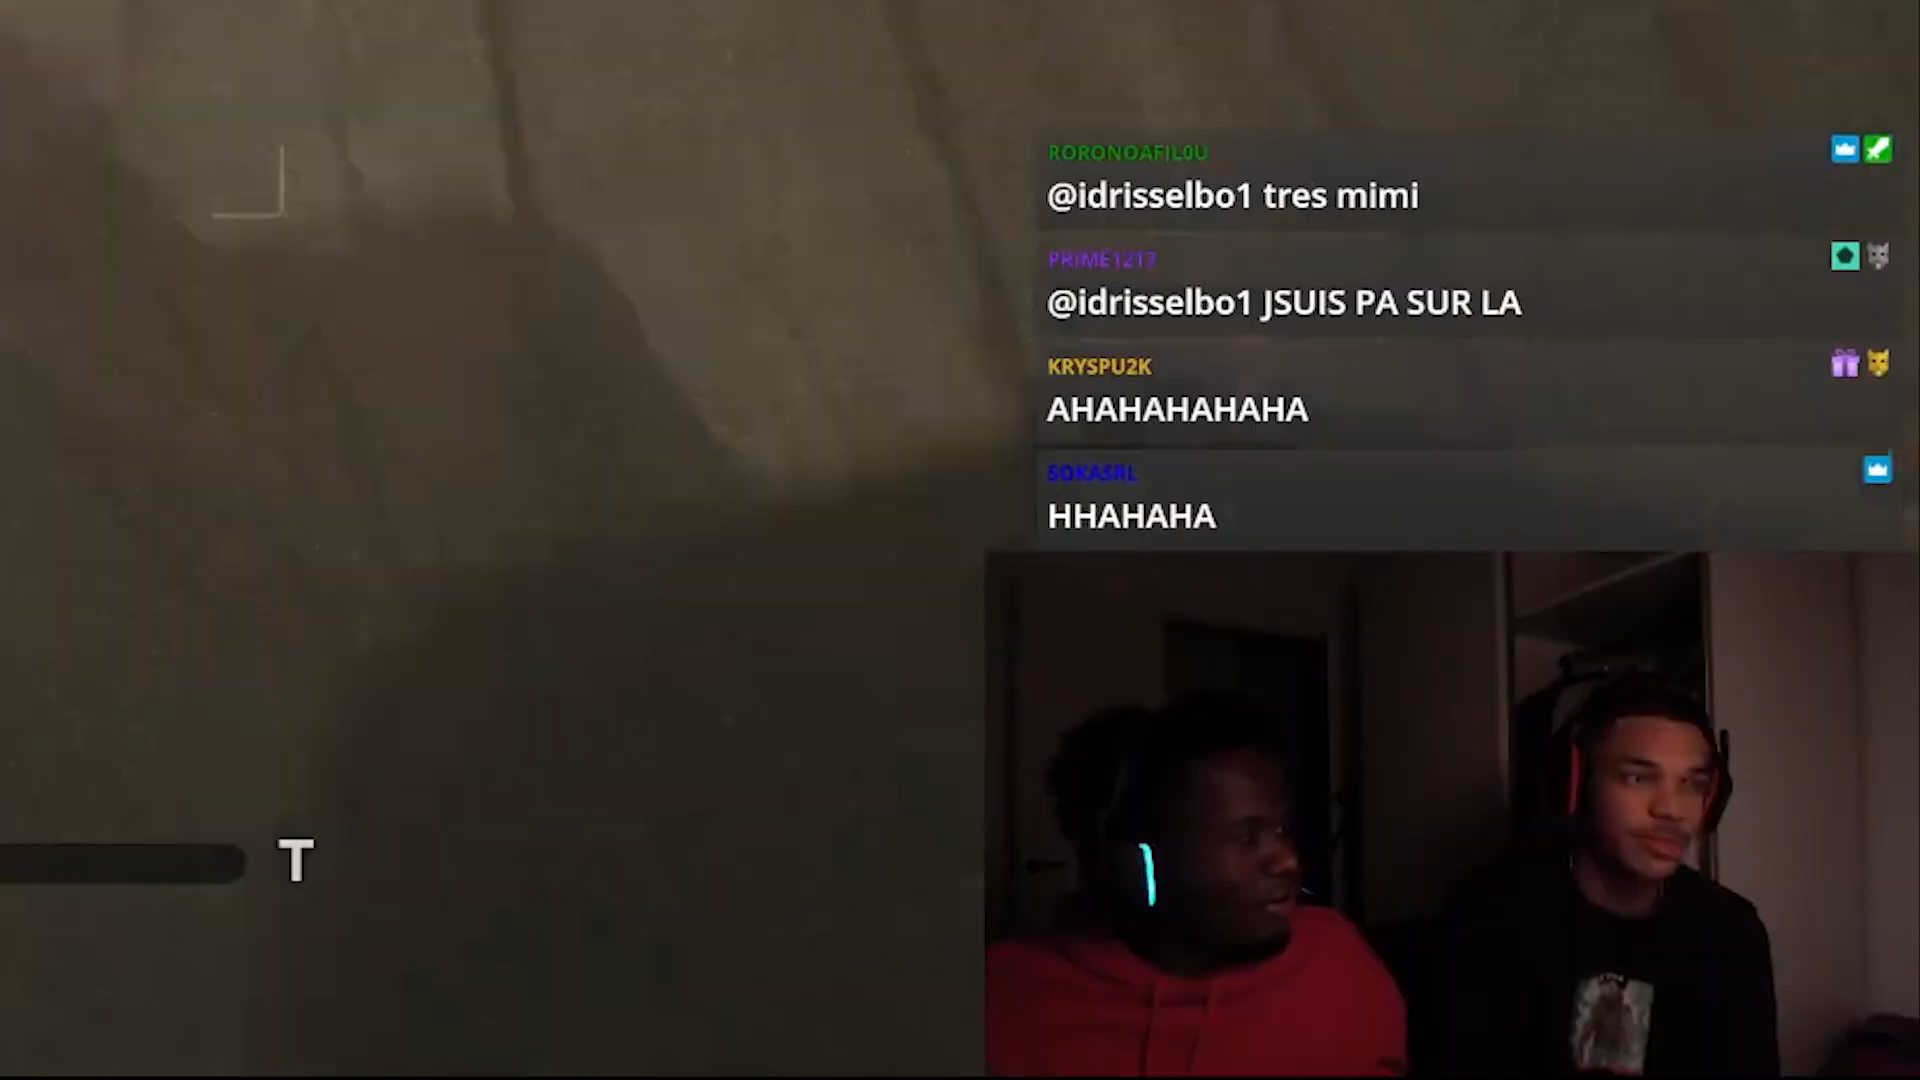 RORONOAFIL0U
@idrisselbo1 tres mimi
PRIME1217
@idrisselbo1 JSUIS PA SUR LA
KRYSPU2K
AHAHAHAHAHA
SOKASRL
HHAHAHA
T